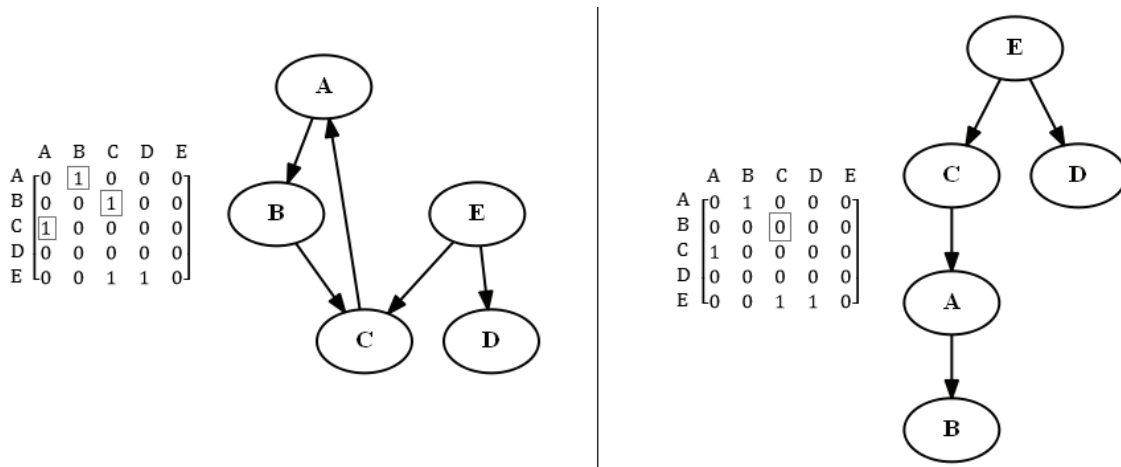 A B C D E
A 0 1 0 0 0
B 0 0 1 0 0
C 1 0 0 0 0
D 0 0 0 0 0
E 0 0 1 1 0
A
B
E
C
D
A B C D E
A 0 1 0 0 0
B 0 0 0 0 0
C 1 0 0 0 0
D 0 0 0 0 0
E 0 0 1 1 0
E
C
D
A
B